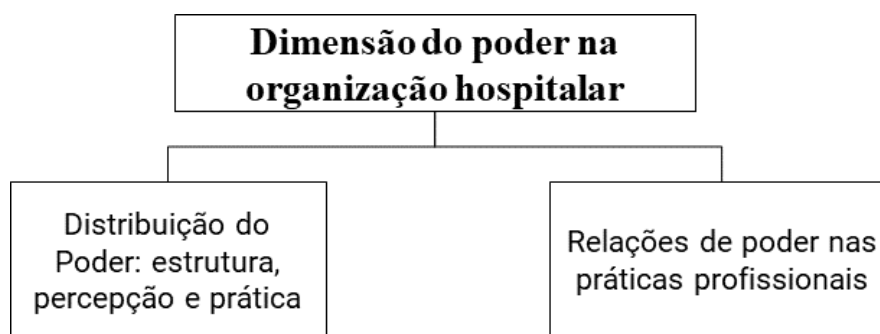 Dimensão do poder na
organização hospitalar
Distribuição do
Poder: estrutura,
percepção e prática
Relações de poder nas
práticas profissionais